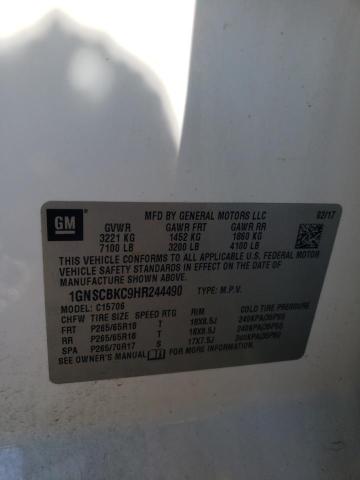 GM
MFD BY GENERAL MOTORS LLC 02/17
GVWR GAWR FRT GAWR RR
3221 KG 1452 KG 1860 KG
7100 LB 3200 LB 4100 LB
THIS VEHICLE CONFORMS TO ALL APPLICABLE U.S. FEDERAL MOTOR
VEHICLE SAFETY AND THEFT PREVENTION STANDARDS IN EFFECT ON THE DATE OF
MANUFACTURE SHOWN ABOVE.
1GNSCBKC9HR244490 TYPE: M.P.V.
MODEL: C15706
CHFW TIRE SIZE SPEED RTG RIM COLD TIRE PRESSURE
FRT P265/65R18 T 18X8.5J 240KPA(35PSI)
RR P265/65R18 T 18X8.5J 240KPA(35PSI)
SPA P265/70R17 S 17X7.5J
SEE OWNER'S MANUAL FOR MORE INFORMATION